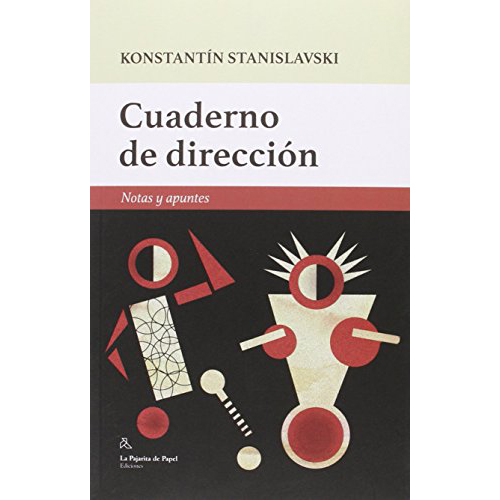 KONSTANTÍN STANISLAVSKI
Cuaderno
de dirección
Notas y apuntes
La Pajarita de Papel
Ediciones